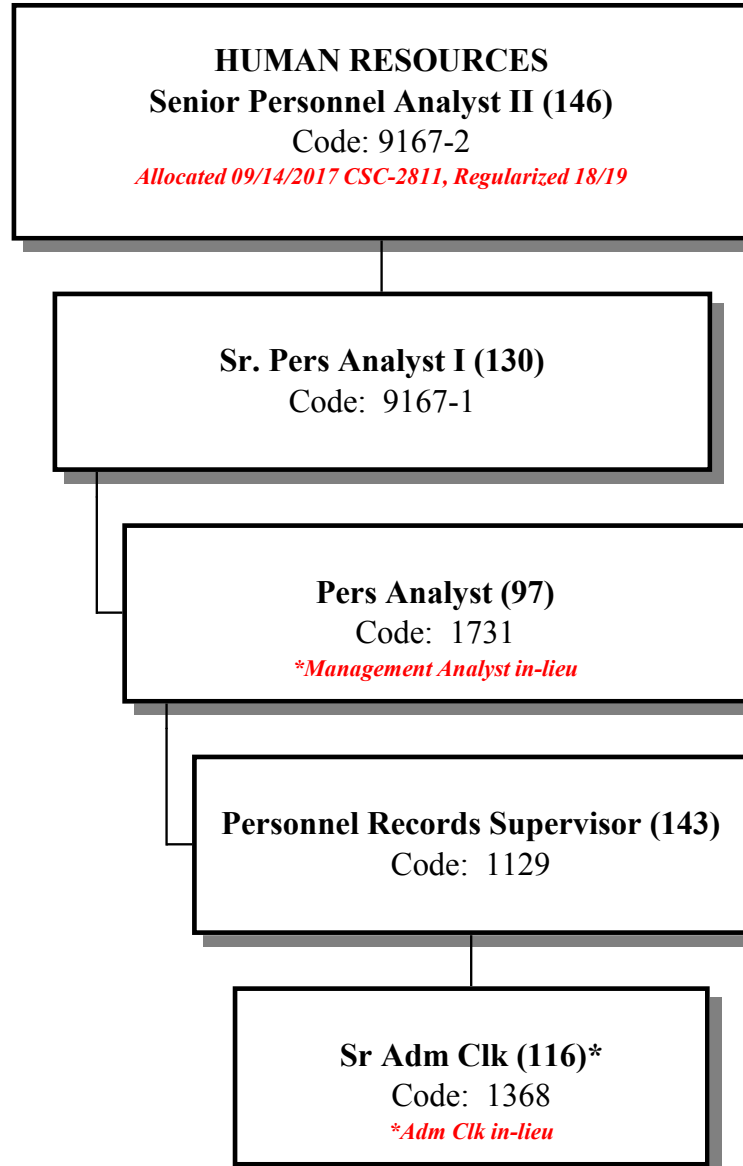 HUMAN RESOURCES
Senior Personnel Analyst II (146)
Code: 9167-2
Allocated 09/14/2017 CSC-2811, Regularized 18/19
Sr. Pers Analyst I (130)
Code:  9167-1
Pers Analyst (97)
Code:  1731
*Management Analyst in-lieu
Personnel Records Supervisor (143)
Code:  1129
Sr Adm Clk (116)*
Code:  1368
*Adm Clk in-lieu